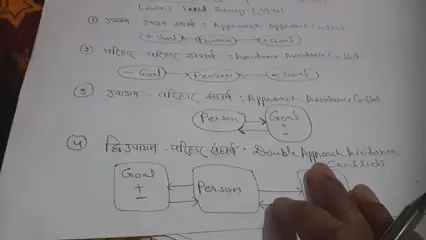 Lewin's Field Theory
① उपागम - उपागम संघर्ष : Approach Approach Conflict
(+ Goal) (Person) (+ Goal)
② परिहार - परिहार संघर्ष : Avoidance. Avoidance Conflict
- Goal Person - Goal
③ उपागम - परिहार संघर्ष : Approach - Avoidance Conflict
Person Goal
+
-
④ द्वि उपागम - परिहार संघर्ष - Double Approach. Avoidance
Conflicts
Goal Person
+
-